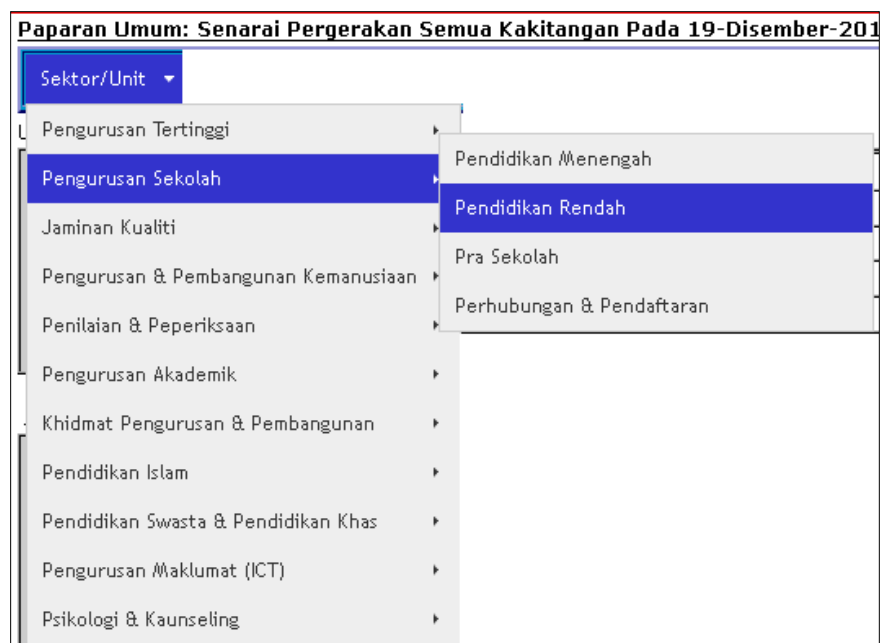 Paparan Umum: Senarai Pergerakan Semua Kakitangan Pada 19-Disember-201
Sektor/Unit
Pengurusan Tertinggi
Pengurusan Sekolah
Jaminan Kualiti
Pengurusan & Pembangunan Kemanusiaan
Penilaian & Peperiksaan
Pengurusan Akademik
Khidmat Pengurusan & Pembangunan
Pendidikan Islam
Pendidikan Swasta & Pendidikan Khas
Pengurusan Maklumat (ICT)
Psikologi & Kaunseling
Pendidikan Menengah
Pendidikan Rendah
Pra Sekolah
Perhubungan & Pendaftaran